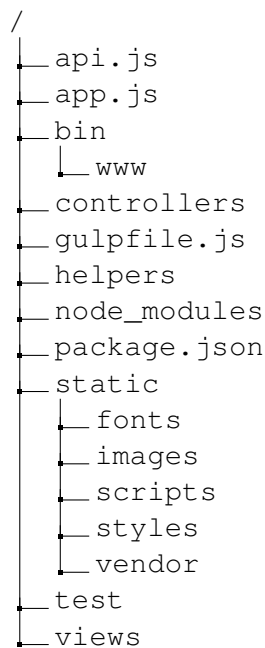 /
api.js
app.js
bin
www
controllers
gulpfile.js
helpers
node_modules
package.json
static
fonts
images
scripts
styles
vendor
test
views